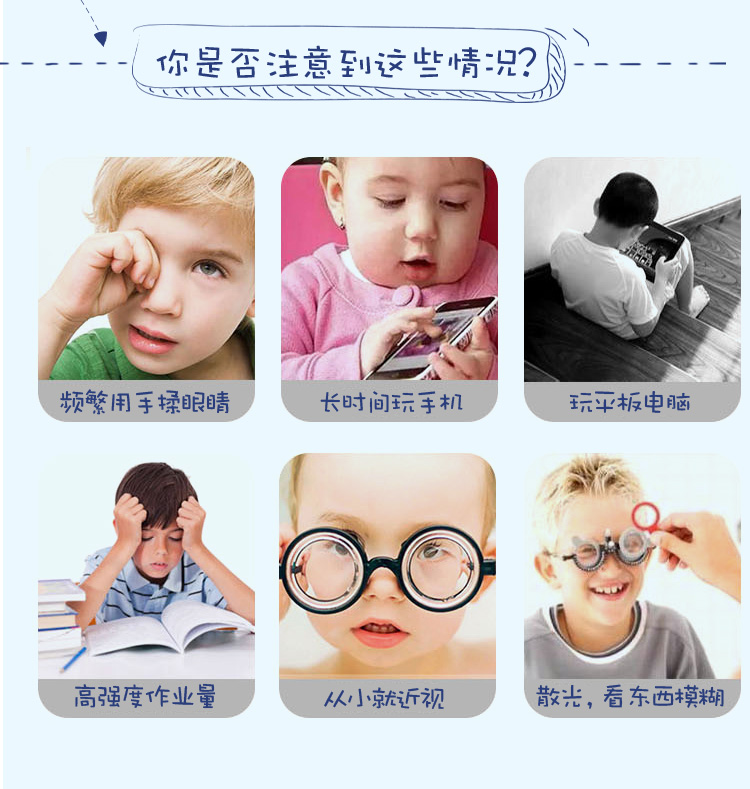 你是否注意到这些情况?
频繁用手揉眼睛
长时间玩手机
玩平板电脑
高强度作业量
从小就近视
散光，看东西模糊